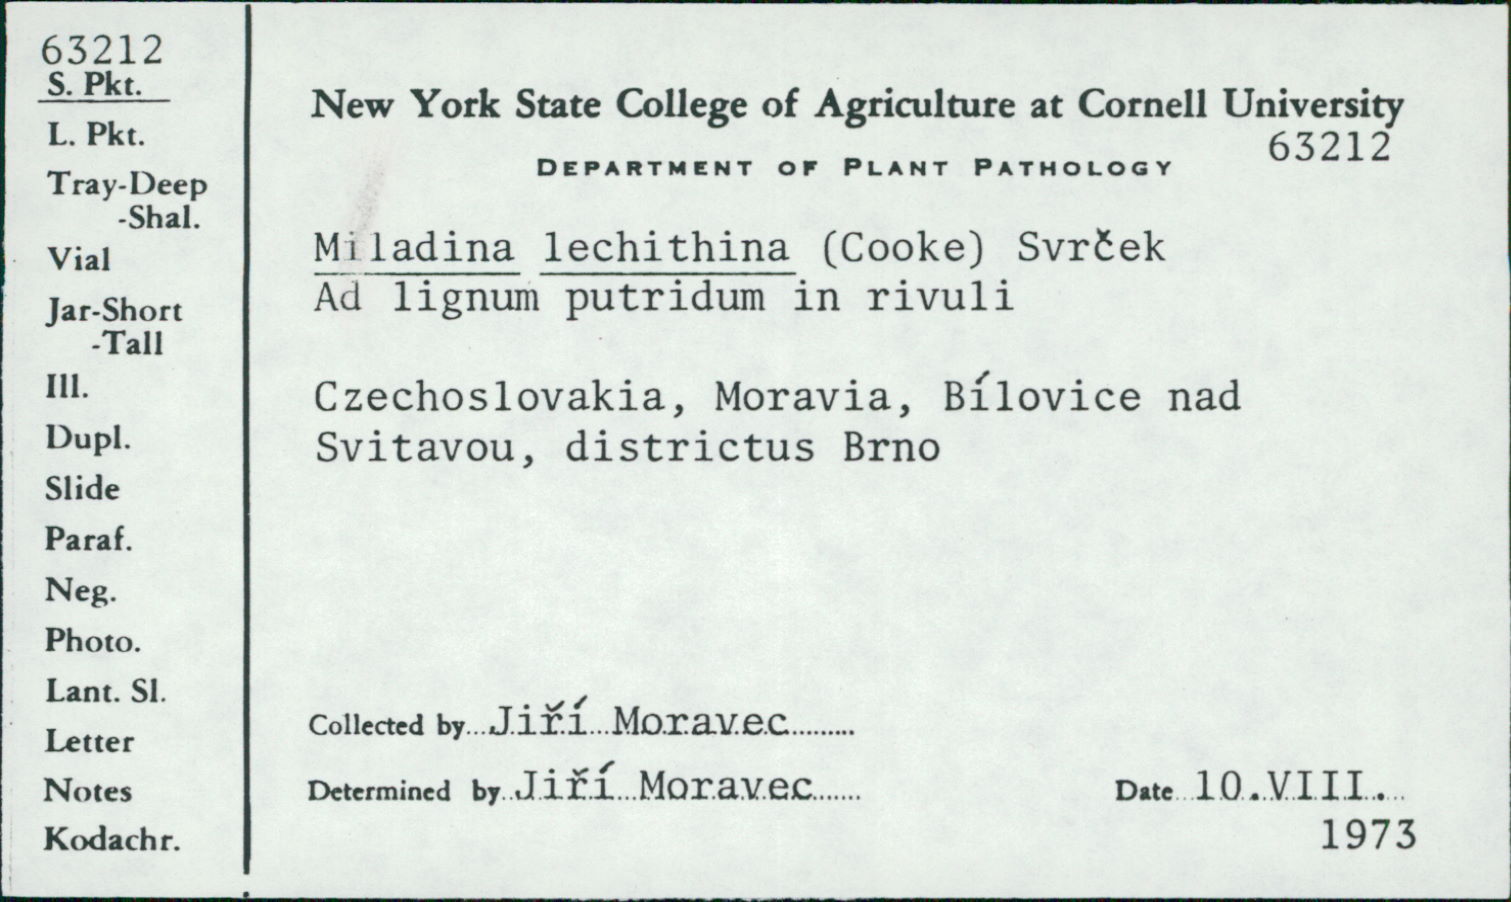 63212
S. Pkt.
L. Pkt.
Tray-Deep
-Shal.
Vial
Jar-Short
-Tall
Ill.
Dupl.
Slide
Paraf.
Neg.
Photo.
Lant. Sl.
Letter
Notes
Kodachr.
New York State College of Agriculture at Cornell University
63212
DEPARTMENT OF PLANT PATHOLOGY
Miladina lechithina (Cooke) Svrček
Ad lignum putridum in rivuli
Czechoslovakia, Moravia, Bílovice nad
Svitavou, districtus Brno
Collected by Jiří Moravec
Determined by Jiří Moravec
Date 10.VIII.
1973